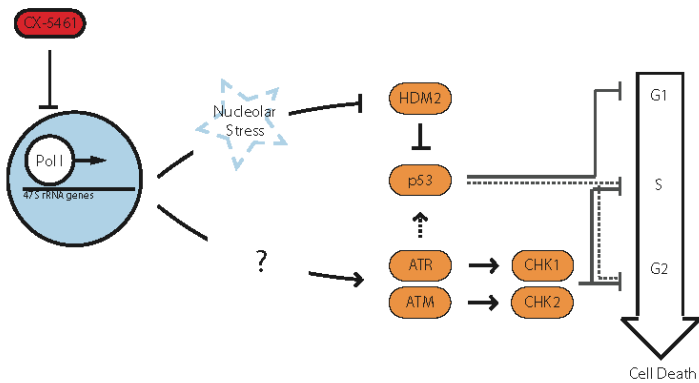 CX-5461
Pol I
47S rRNA genes
Nucleolar
Stress
?
HDM2
p53
ATR
ATM
CHK1
CHK2
G1
S
G2
Cell Death